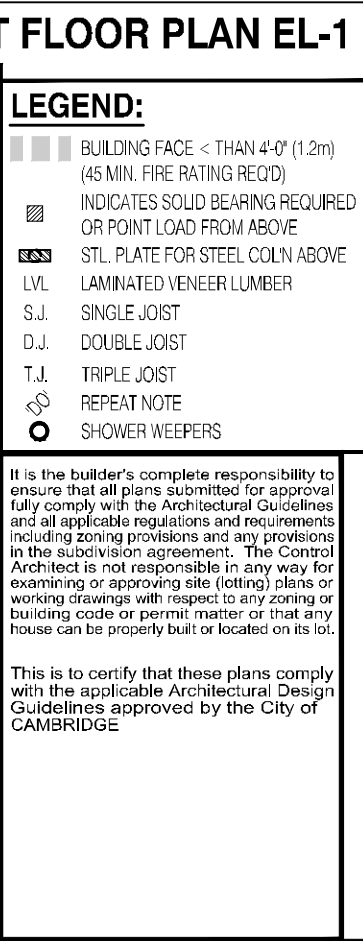 T FLOOR PLAN EL-1
LEGEND:
BUILDING FACE < THAN 4'-0" (1.2m)
(45 MIN. FIRE RATING REQ'D)
INDICATES SOLID BEARING REQUIRED
OR POINT LOAD FROM ABOVE
STL. PLATE FOR STEEL COL'N ABOVE
LVL LAMINATED VENEER LUMBER
S.J. SINGLE JOIST
D.J. DOUBLE JOIST
T.J. TRIPLE JOIST
DO REPEAT NOTE
SHOWER WEEPERS
It is the builder's complete responsibility to
ensure that all plans submitted for approval
fully comply with the Architectural Guidelines
and all applicable regulations and requirements
including zoning provisions and any provisions
in the subdivision agreement. The Control
Architect is not responsible in any way for
examining or approving site (lotting) plans or
working drawings with respect to any zoning or
building code or permit matter or that any
house can be properly built or located on its lot.
This is to certify that these plans comply
with the applicable Architectural Design
Guidelines approved by the City of
CAMBRIDGE